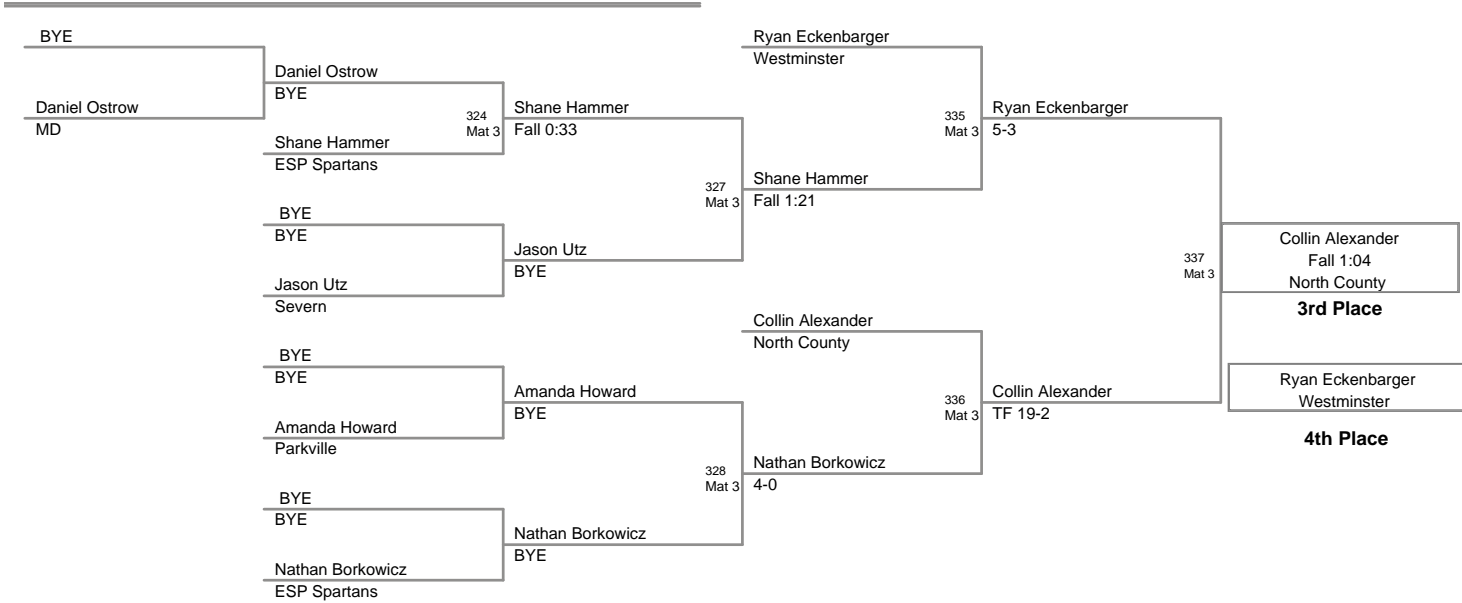 BYE
Daniel Ostrow
MD
Daniel Ostrow
BYE
Shane Hammer
ESP Spartans
BYE
BYE
Jason Utz
Severn
BYE
BYE
Amanda Howard
Parkville
BYE
BYE
Nathan Borkowicz
ESP Spartans
324
Mat 3
Shane Hammer
Fall 0:33
Jason Utz
BYE
Amanda Howard
BYE
Nathan Borkowicz
BYE
327
Mat 3
328
Mat 3
Ryan Eckenbarger
Westminster
Shane Hammer
Fall 1:21
Collin Alexander
North County
Nathan Borkowicz
4-0
335
Mat 3
336
Mat 3
Ryan Eckenbarger
5-3
Collin Alexander
TF 19-2
337
Mat 3
Collin Alexander
Fall 1:04
North County
3rd Place
Ryan Eckenbarger
Westminster
4th Place